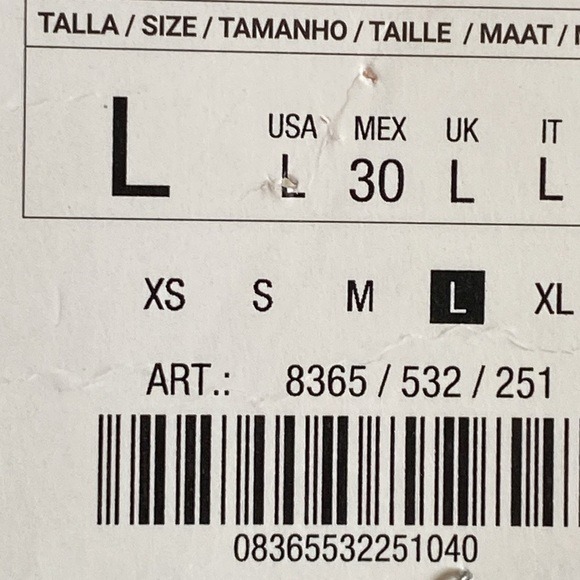 TALLA / SIZE / TAMANHO / TAILLE / MAAT /
L USA MEX UK IT
L 30 L L
XS S M L XL
ART.: 8365 / 532 / 251
08365532251040